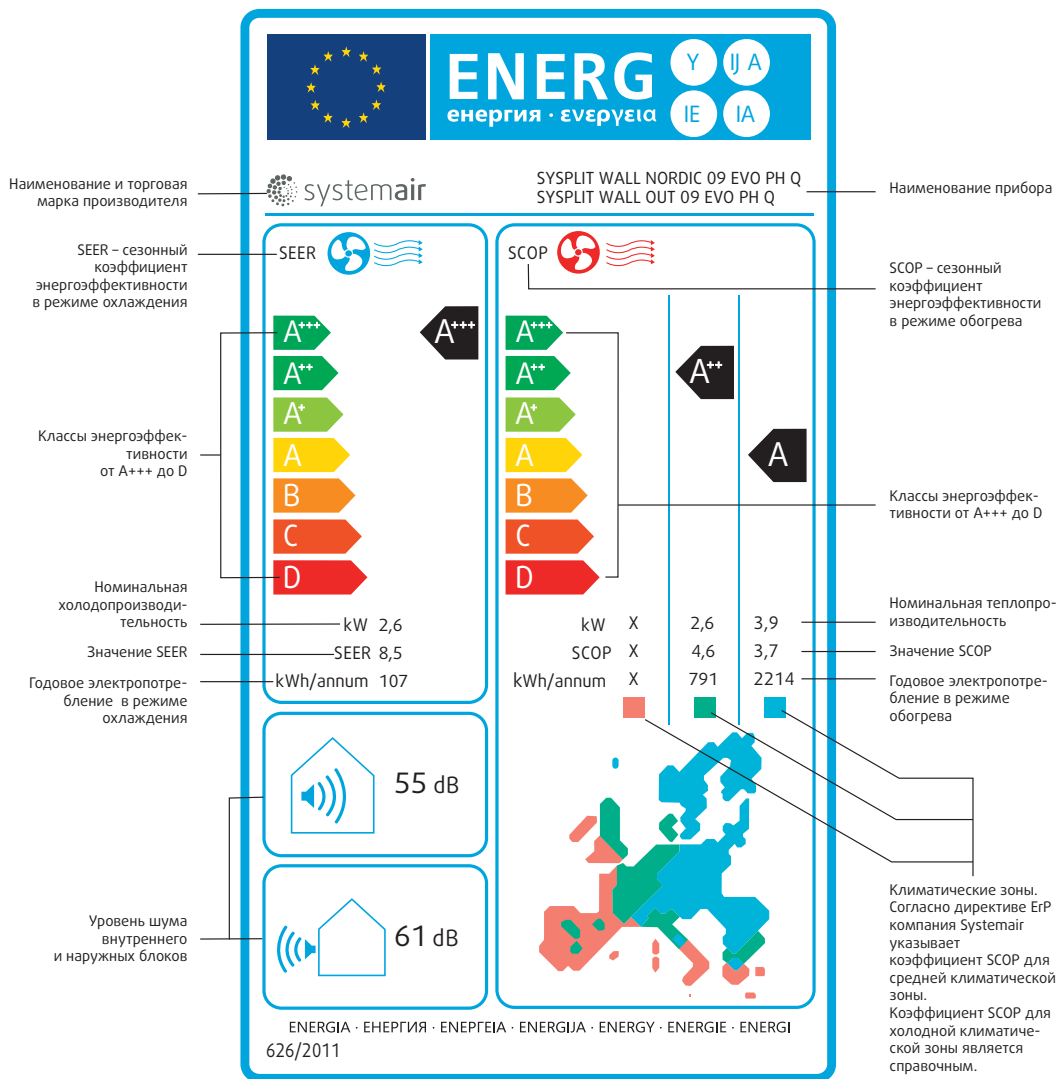 ENERG
енергия · ενεργεια
Y
IJ A
IE
IA
Наименование и торговая
марка производителя
systemair
SYSPLIT WALL NORDIC 09 EVO PH Q
SYSPLIT WALL OUT 09 EVO PH Q
Наименование прибора
SEER – сезонный
коэффициент
энергоэффективности
в режиме охлаждения
SEER
SCOP
SCOP – сезонный
коэффициент
энергоэффективности
в режиме обогрева
A+++
A++
A+
A
B
C
D
A+++
A+++
A++
A+
A
B
C
D
A++
A
Классы энергоэффек-
тивности
от А+++ до D
Классы энергоэффек-
тивности от А+++ до D
Номинальная
холодопроизводи-
тельность
kW 2,6
Значение SEER
SEER 8,5
Годовое электропотре-
бление в режиме
охлаждения
kWh/annum 107
kW X 2,6 3,9
SCOP X 4,6 3,7
kWh/annum X 791 2214
Номинальная теплопро-
изводительность
Значение SCOP
Годовое электропотре-
бление в режиме
обогрева
55 dB
61 dB
Уровень шума
внутреннего
и наружных блоков
Климатические зоны.
Согласно директиве ErP
компания Systemair
указывает
коэффициент SCOP для
средней климатической
зоны.
Коэффициент SCOP для
холодной климатиче-
ской зоны является
справочным.
ENERGIA · ЕНЕРГИЯ · ΕΝΕΡΓΕΙΑ · ENERGIJA · ENERGY · ENERGIE · ENERGI
626/2011